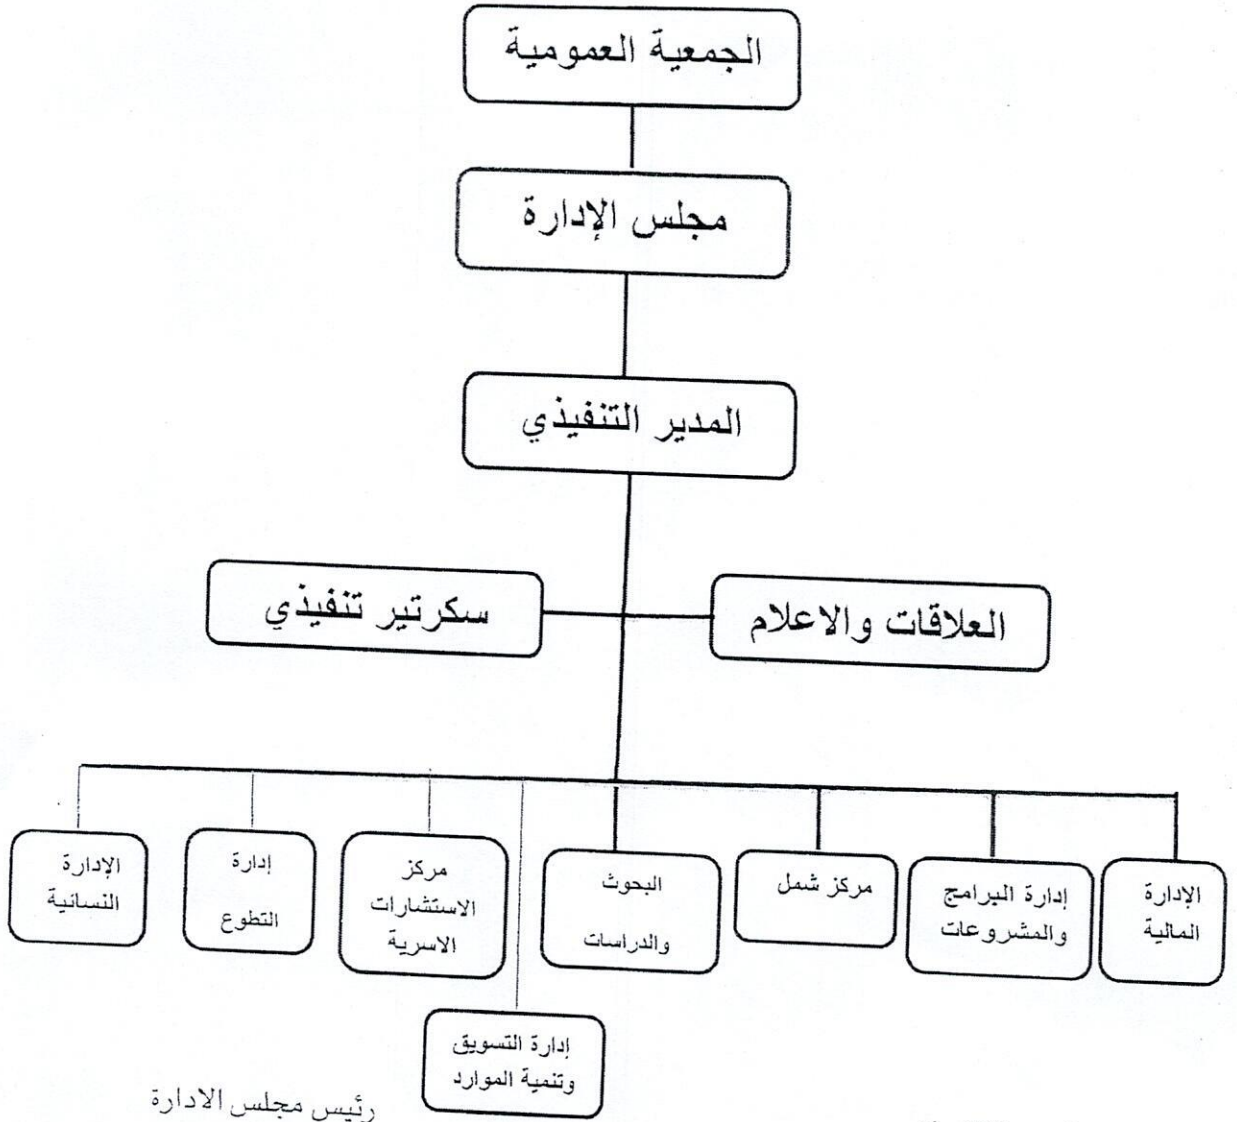 الجمعية العمومية
مجلس الإدارة
المدير التنفيذي
العلاقات والاعلام
سكرتير تنفيذي
الإدارة
المالية
إدارة البرامج
والمشروعات
مركز شمل
البحوث
والدراسات
مركز
الاستشارات
الاسرية
إدارة
التطوع
الإدارة
النسائية
إدارة التسويق
وتنمية الموارد
رئيس مجلس الادارة